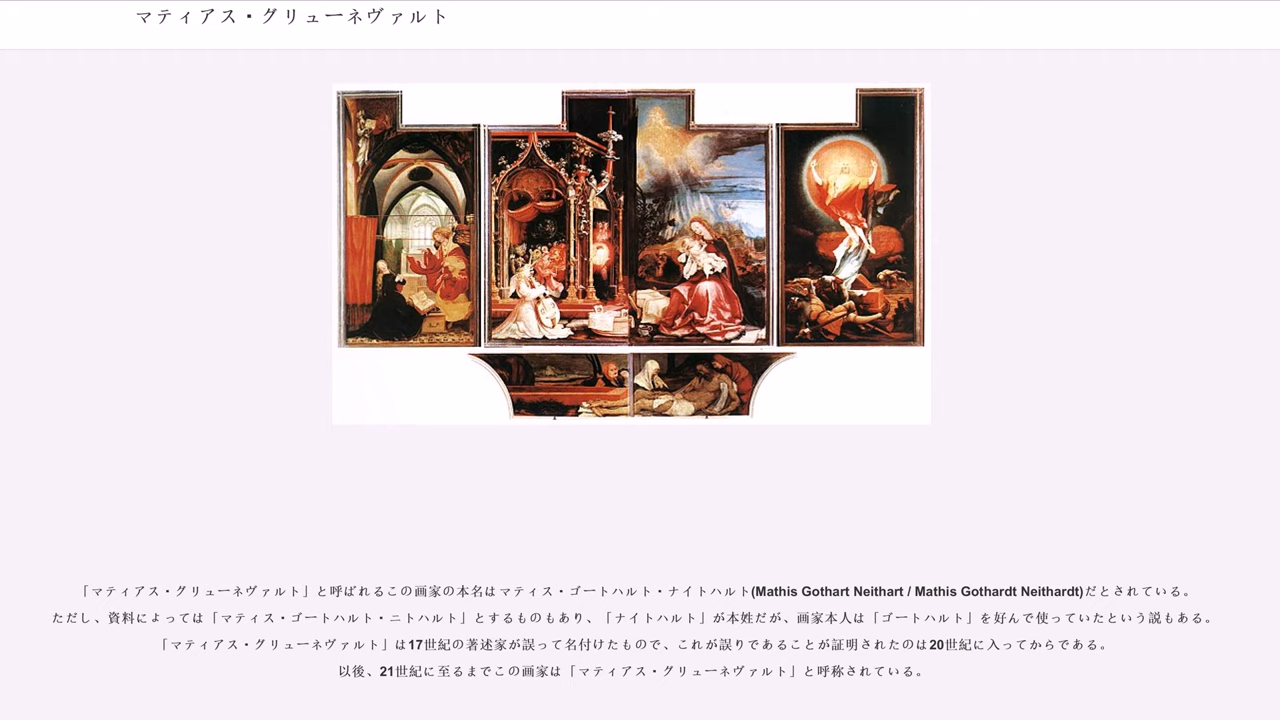 マティアス・グリューネヴァルト
「マティアス・グリューネヴァルト」と呼ばれるこの画家の本名はマティス・ゴートハルト・ナイトハルト(Mathis Gothart Neithart / Mathis Gothardt Neithardt)だとされている。
ただし、資料によっては「マティス・ゴートハルト・ニトハルト」とするものもあり、「ナイトハルト」が本姓だが、画家本人は「ゴートハルト」を好んで使っていたという説もある。
「マティアス・グリューネヴァルト」は17世紀の著述家が誤って名付けたもので、これが誤りであることが証明されたのは20世紀に入ってからである。
以後、21世紀に至るまでこの画家は「マティアス・グリューネヴァルト」と呼称されている。